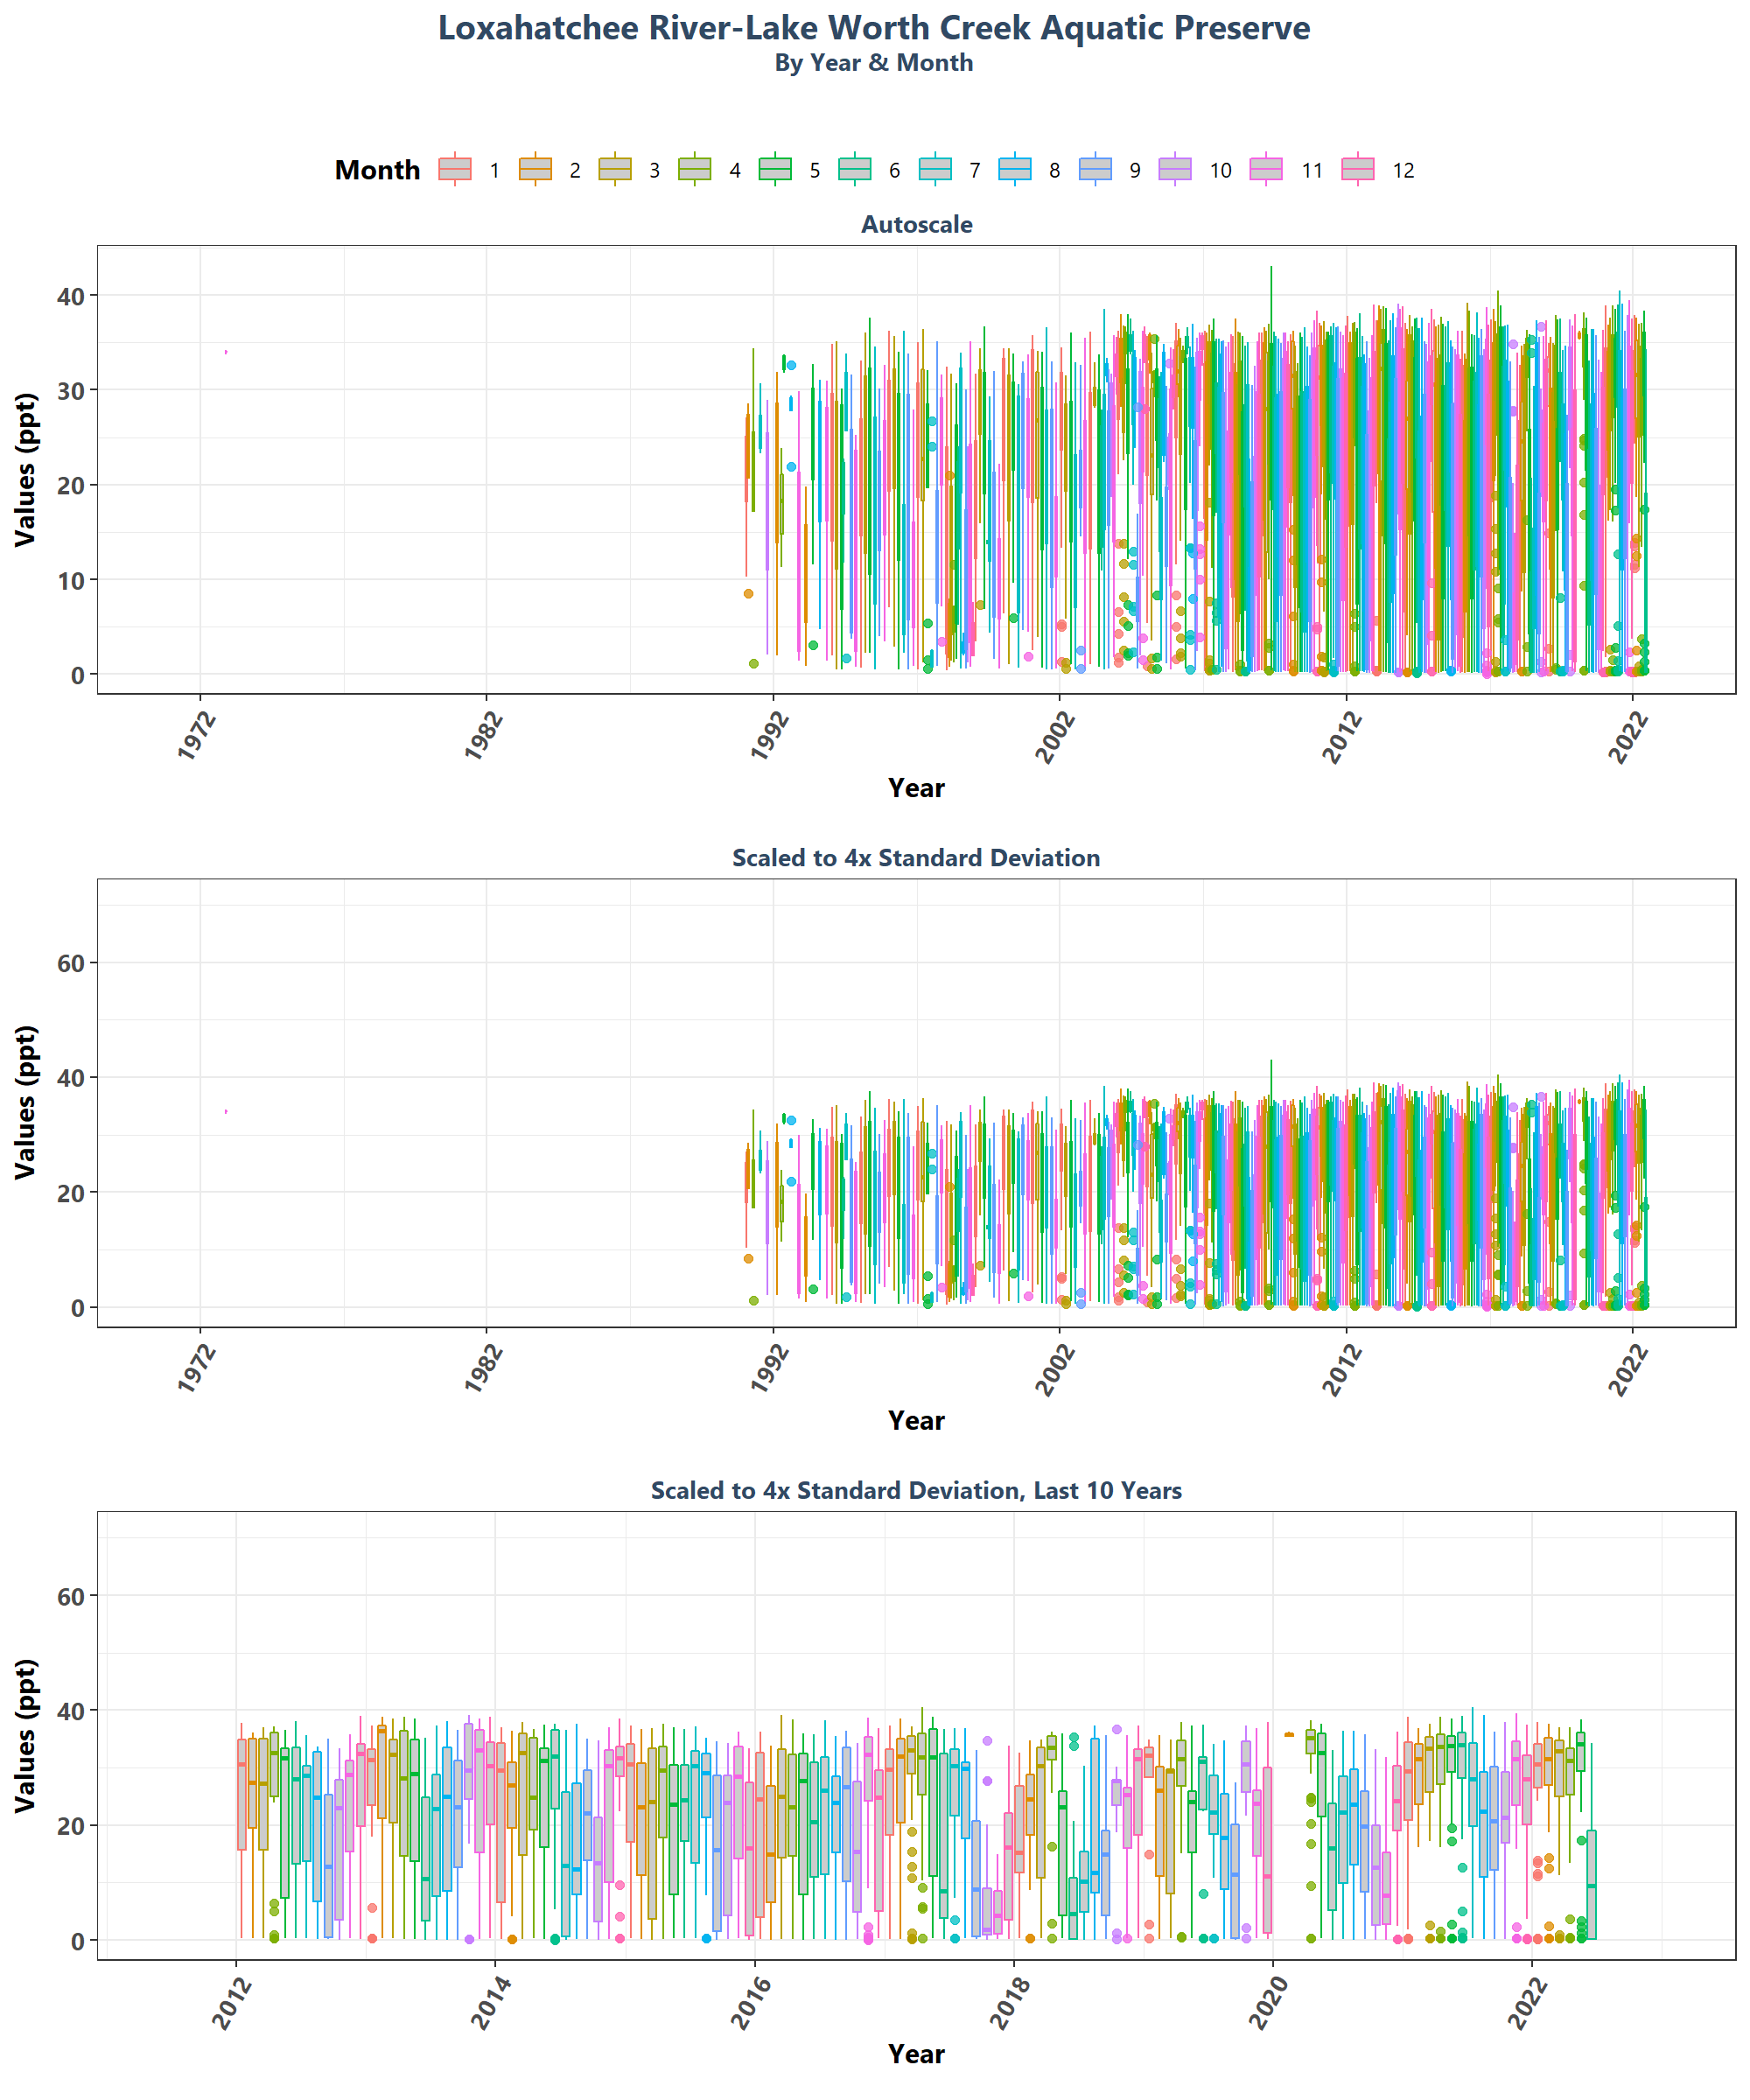 Loxahatchee River-Lake Worth Creek Aquatic Preserve
By Year & Month
Month 1 2 3 4 5 6 7 8 9 10 11 12
Autoscale
Values (ppt)
40
30
20
10
0
1972 1982 1992 2002 2012 2022
Year
Scaled to 4x Standard Deviation
Values (ppt)
60
40
20
0
1972 1982 1992 2002 2012 2022
Year
Scaled to 4x Standard Deviation, Last 10 Years
Values (ppt)
60
40
20
0
2012 2014 2016 2018 2020 2022
Year